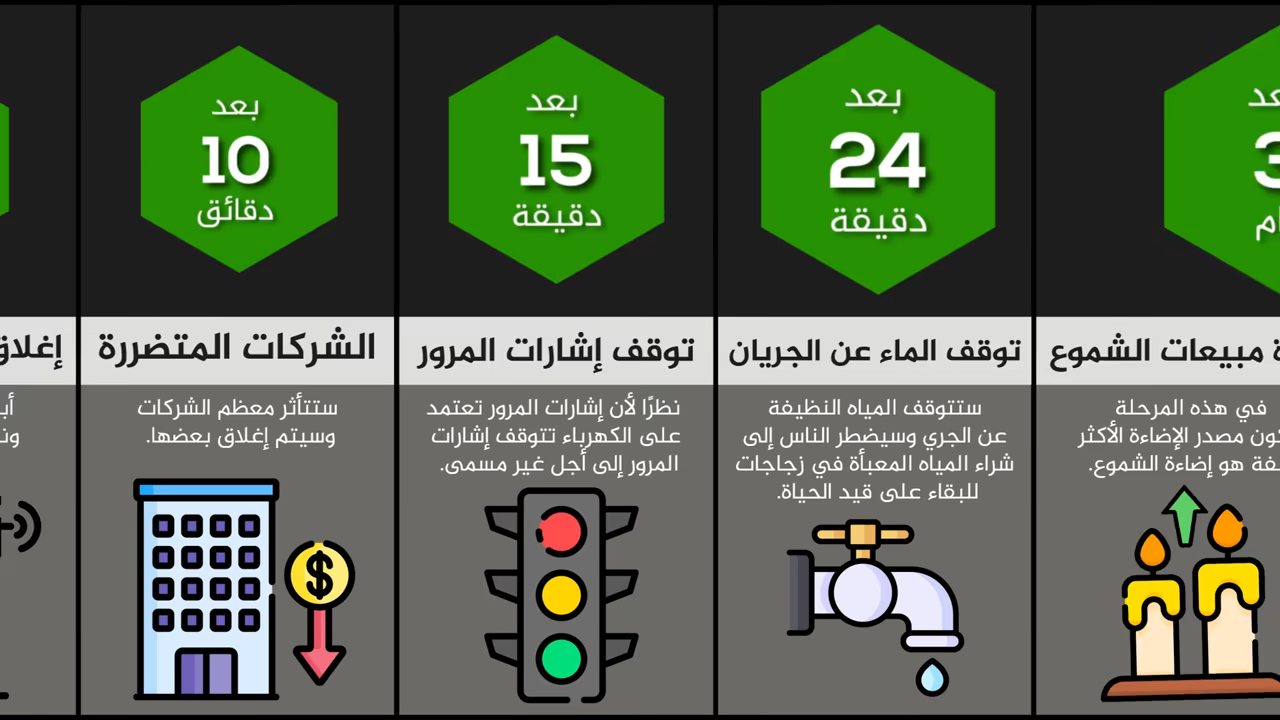 بعد
10
دقائق
الشركات المتضررة
ستتأثر معظم الشركات
وسيتم إغلاق بعضها.
بعد
15
دقيقة
توقف إشارات المرور
نظرًا لأن إشارات المرور تعتمد
على الكهرباء تتوقف إشارات
المرور إلى أجل غير مسمى.
بعد
24
دقيقة
توقف الماء عن الجريان
ستتوقف المياه النظيفة
عن الجري وسيضطر الناس إلى
شراء المياه المعبأة في زجاجات
للبقاء على قيد الحياة.
مبيعات الشموع
في هذه المرحلة
مصدر الإضاءة الأكثر
هو إضاءة الشموع.